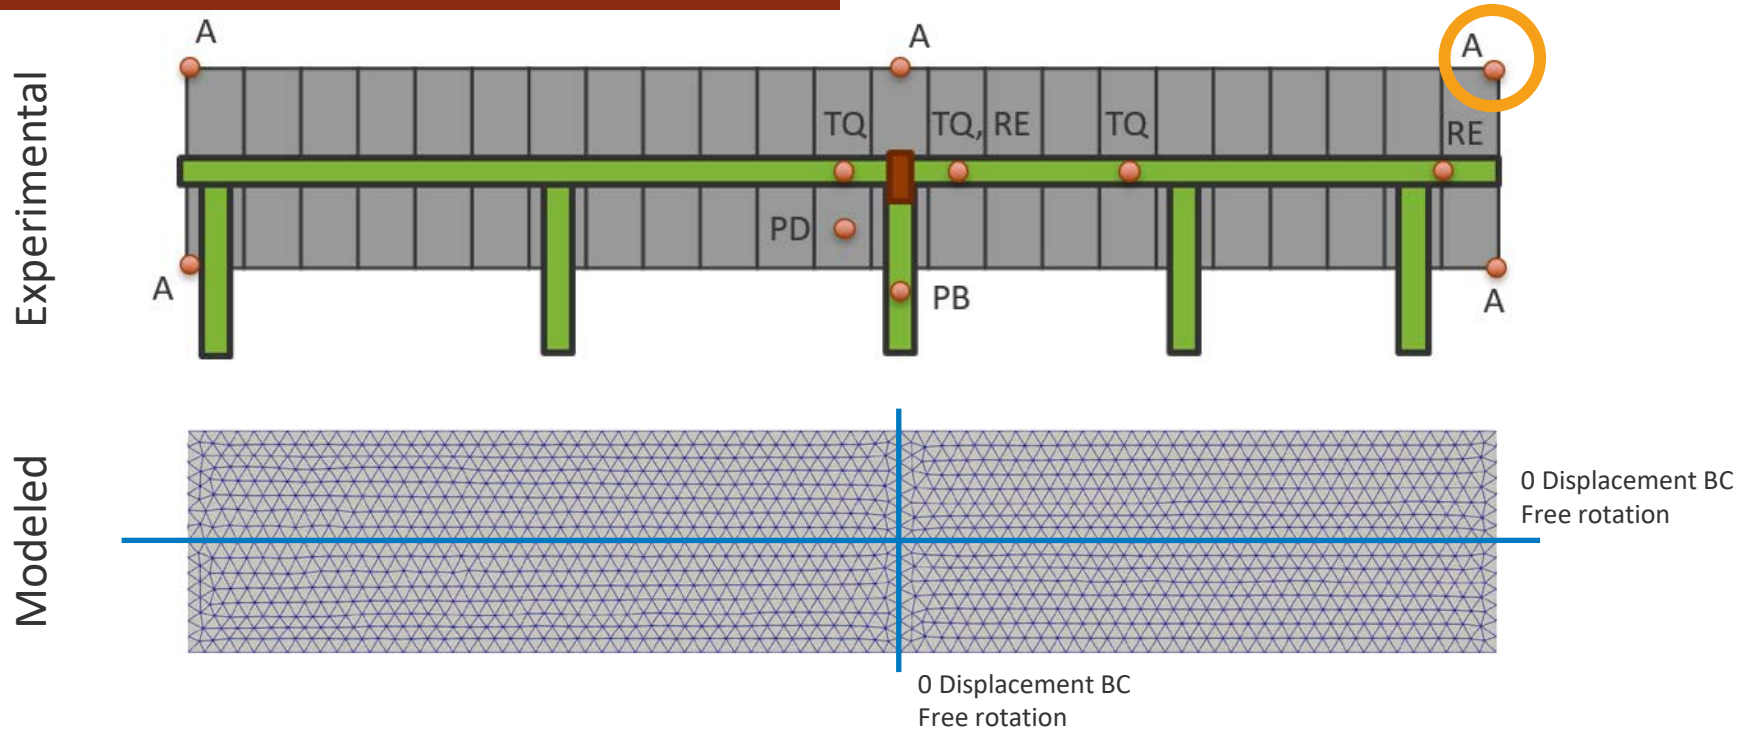 Experimental
A
A
A
TQ
TQ, RE
TQ
RE
PD
A
PB
A
Modeled
0 Displacement BC
Free rotation
0 Displacement BC
Free rotation